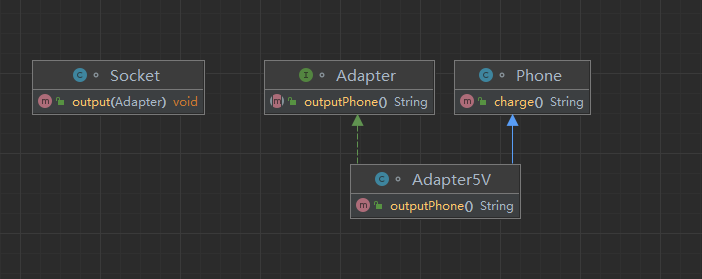 Socket
output(Adapter) void
Adapter
outputPhone() String
Phone
charge() String
Adapter5V
outputPhone() String